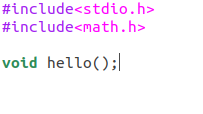 #include<stdio.h>
#include<math.h>
void hello();